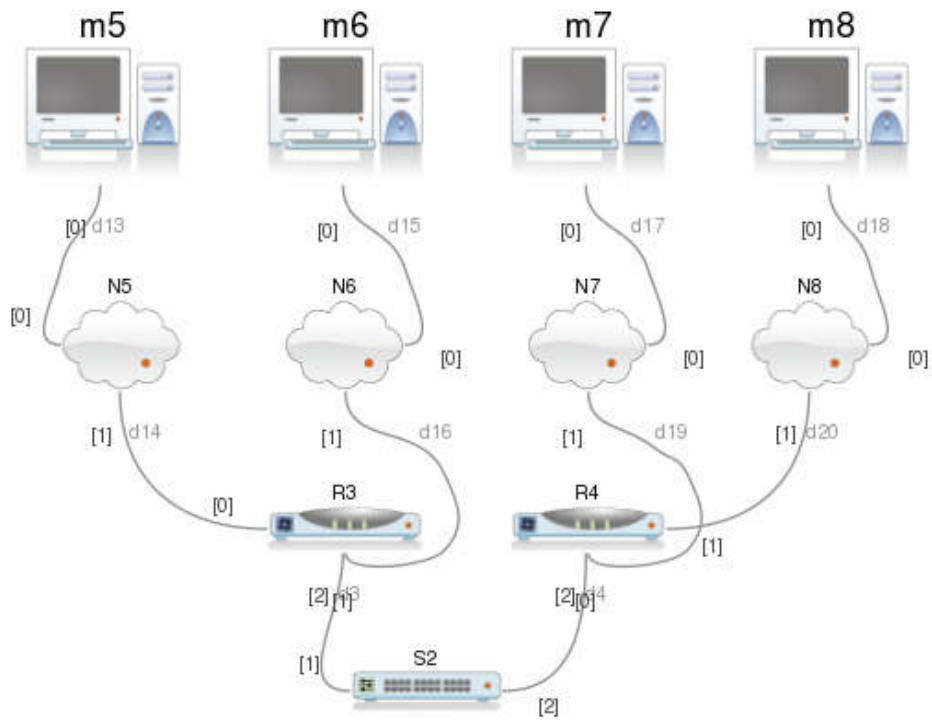 m5 m6 m7 m8
[0] d13 [0] d15 [0] d17 [0] d18
N5 N6 N7 N8
[0] [0] [0] [0]
[1] d14 [1] d16 [1] d19 [1] d20
R3 R4
[0] [1]
[2] [1] d3 [2] [0] d4
[1] S2 [2]